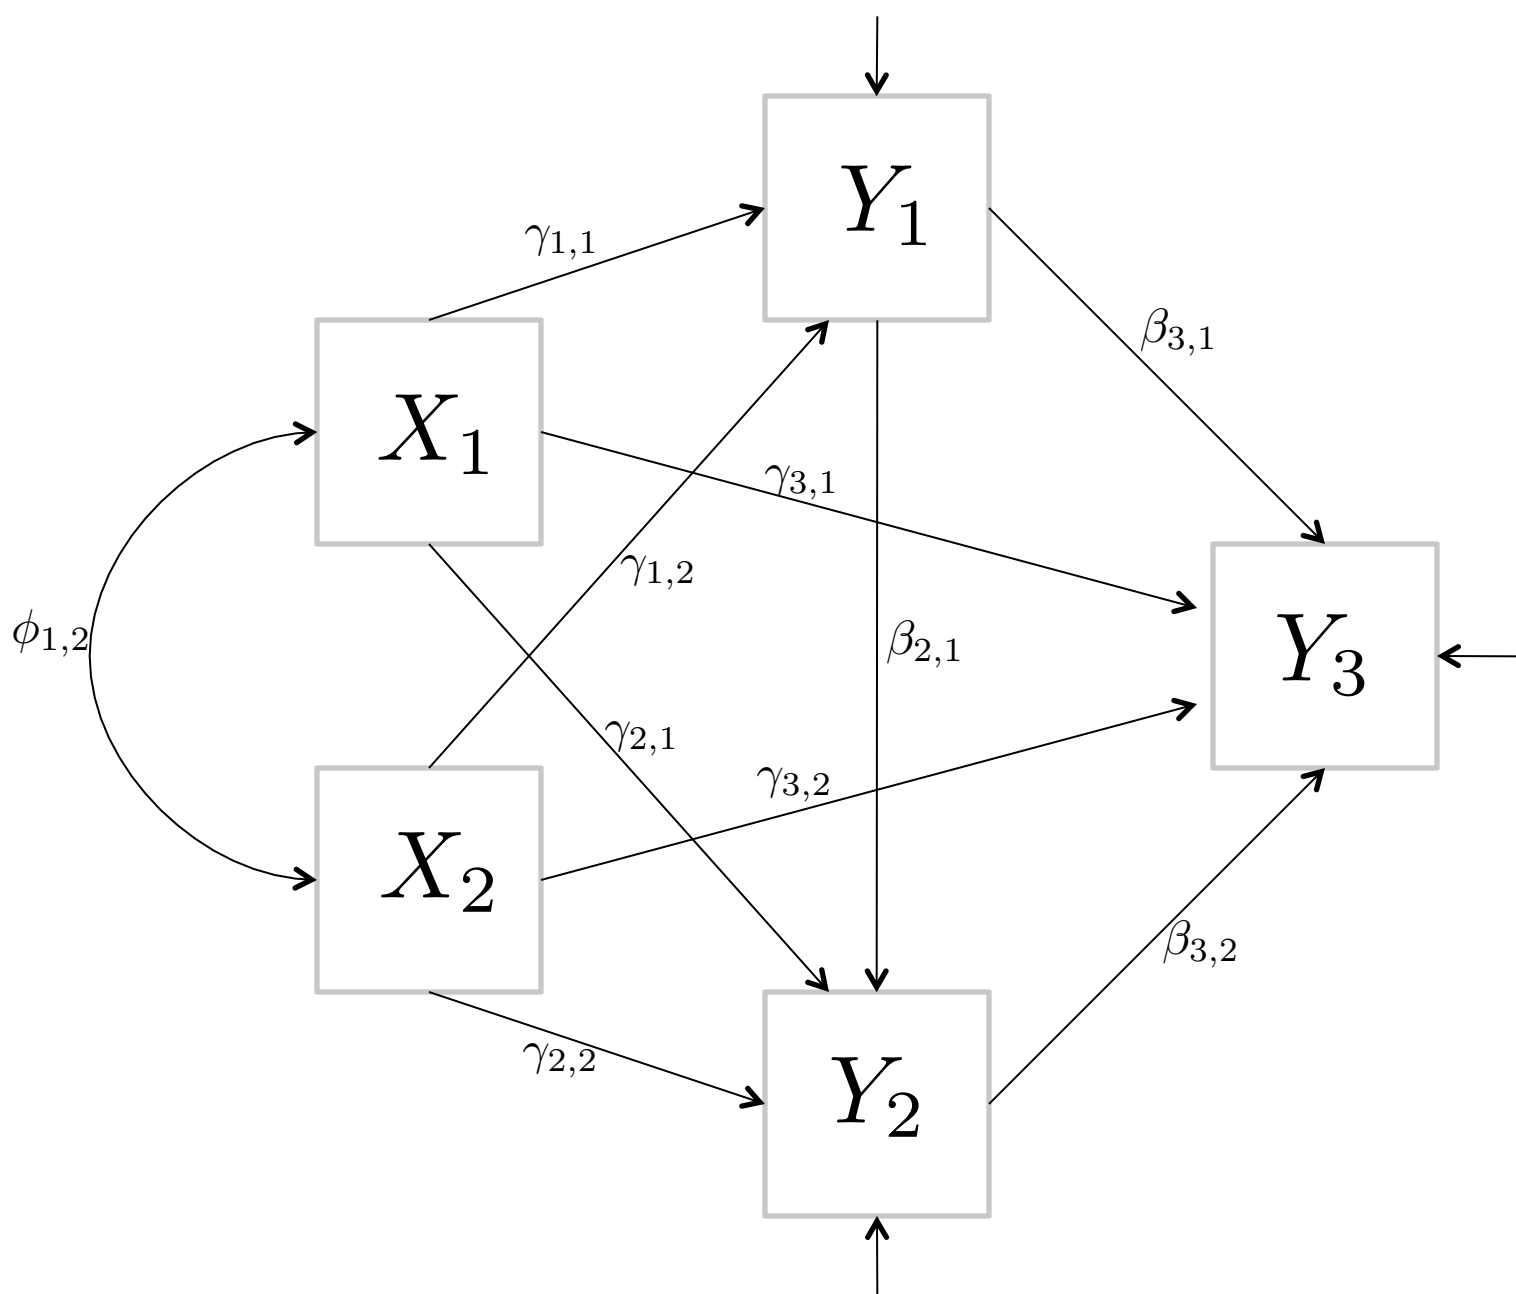 Y₁
γ₁,₁
β₃,₁
X₁
γ₃,₁
γ₁,₂
ϕ₁,₂
β₂,₁
Y₃
γ₂,₁
γ₃,₂
X₂
β₃,₂
γ₂,₂
Y₂